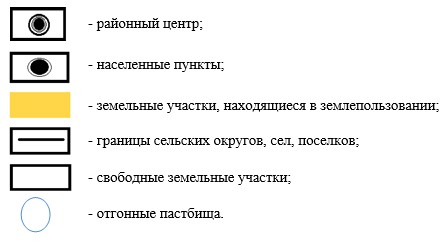 - районный центр;
- населенные пункты;
- земельные участки, находящиеся в землепользовании;
- границы сельских округов, сел, поселков;
- свободные земельные участки;
- отгонные пастбища.